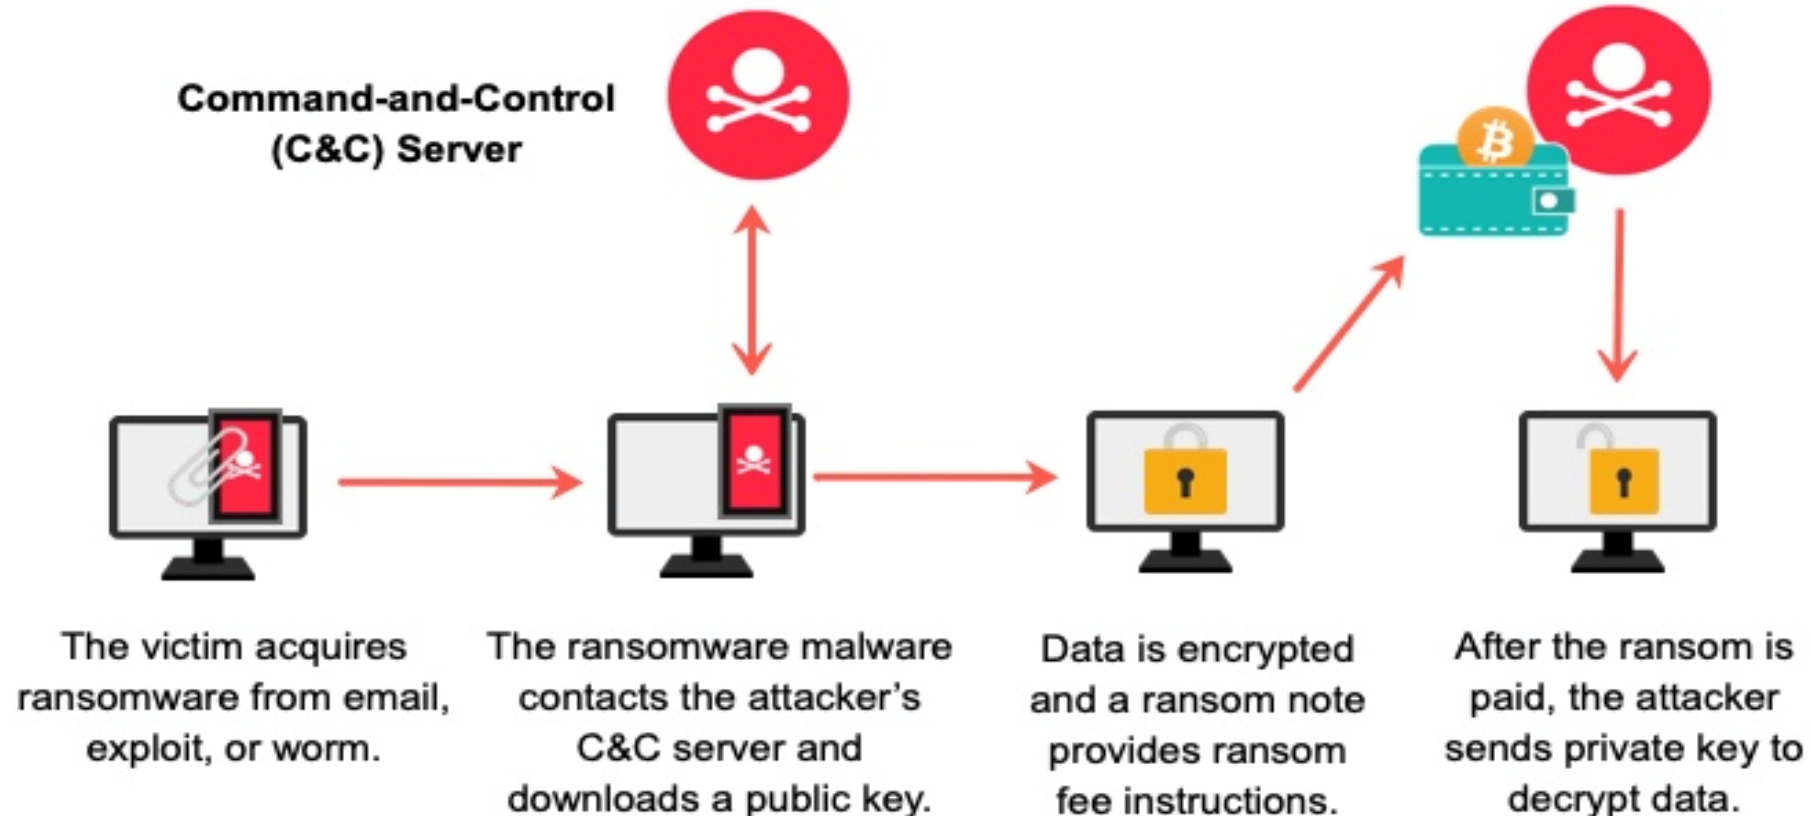 Command-and-Control
(C&C) Server
The victim acquires
ransomware from email,
exploit, or worm.
The ransomware malware
contacts the attacker’s
C&C server and
downloads a public key.
Data is encrypted
and a ransom note
provides ransom
fee instructions.
After the ransom is
paid, the attacker
sends private key to
decrypt data.